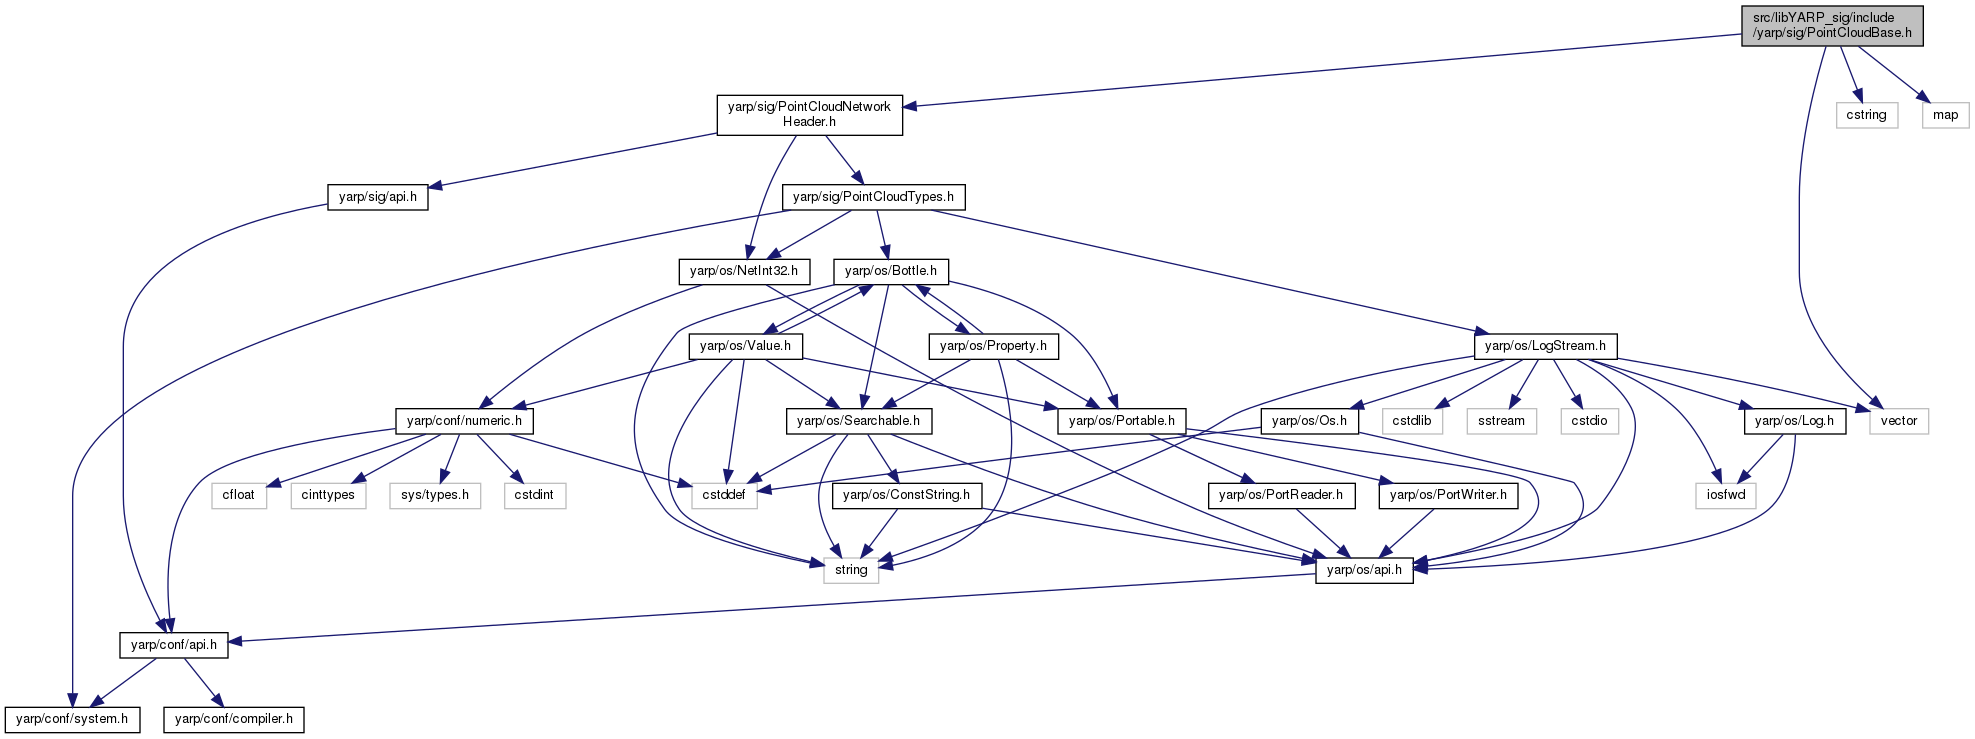 src/libYARP_sig/include
/yarp/sig/PointCloudBase.h
yarp/sig/PointCloudNetwork
Header.h
cstring
map
yarp/sig/api.h
yarp/sig/PointCloudTypes.h
yarp/os/NetInt32.h
yarp/os/Bottle.h
yarp/os/Value.h
yarp/os/Property.h
yarp/os/LogStream.h
yarp/conf/numeric.h
yarp/os/Searchable.h
yarp/os/Portable.h
yarp/os/Os.h
cstdlib
sstream
cstdio
yarp/os/Log.h
vector
cfloat
cinttypes
sys/types.h
cstdint
cstddef
yarp/os/ConstString.h
yarp/os/PortReader.h
yarp/os/PortWriter.h
iosfwd
string
yarp/os/api.h
yarp/conf/api.h
yarp/conf/system.h
yarp/conf/compiler.h